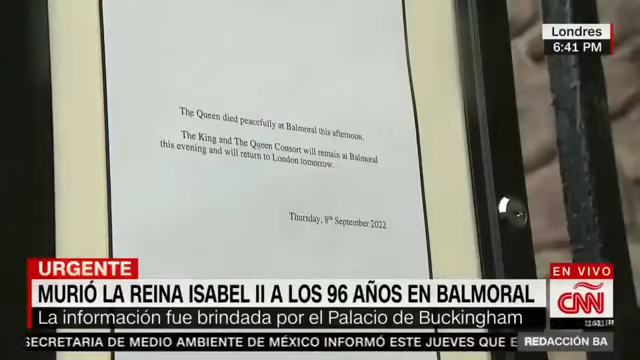 Londres
6:41 PM
The Queen died peacefully at Balmoral this afternoon.
The King and The Queen Consort will remain at Balmoral
this evening and will return to London tomorrow.
Thursday, 8th September 2022
URGENTE
MURIÓ LA REINA ISABEL II A LOS 96 AÑOS EN BALMORAL
La información fue brindada por el Palacio de Buckingham
EN VIVO
CNN
SECRETARIA DE MEDIO AMBIENTE DE MÉXICO INFORMÓ ESTE JUEVES QUE E
REDACCIÓN BA